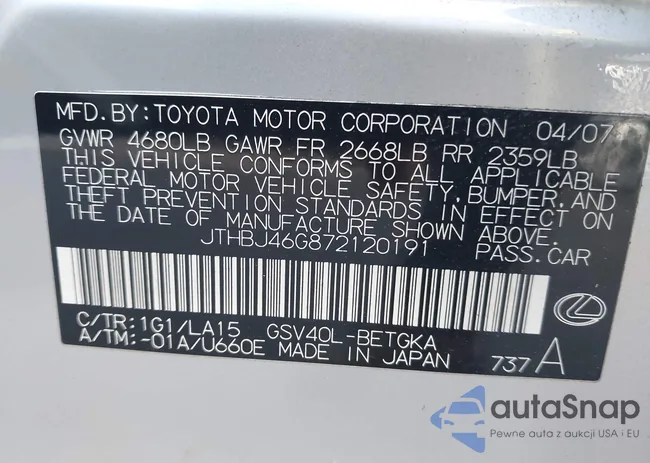 MFD.BY:TOYOTA MOTOR CORPORATION 04/07
GVWR 4680LB GAWR FR 2668LB RR 2359LB
THIS VEHICLE CONFORMS TO ALL APPLICABLE
FEDERAL MOTOR VEHICLE SAFETY,BUMPER,AND
THEFT PREVENTION STANDARDS IN EFFECT ON
THE DATE OF MANUFACTURE SHOWN ABOVE.
JTHBJ46G872120191 PASS.CAR
C/TR:1G1/LA15 GSV40L-BETGKA
A/TM:-01A/U660E MADE IN JAPAN 737 A
autaSnap
Pewne auta z aukcji USA i EU